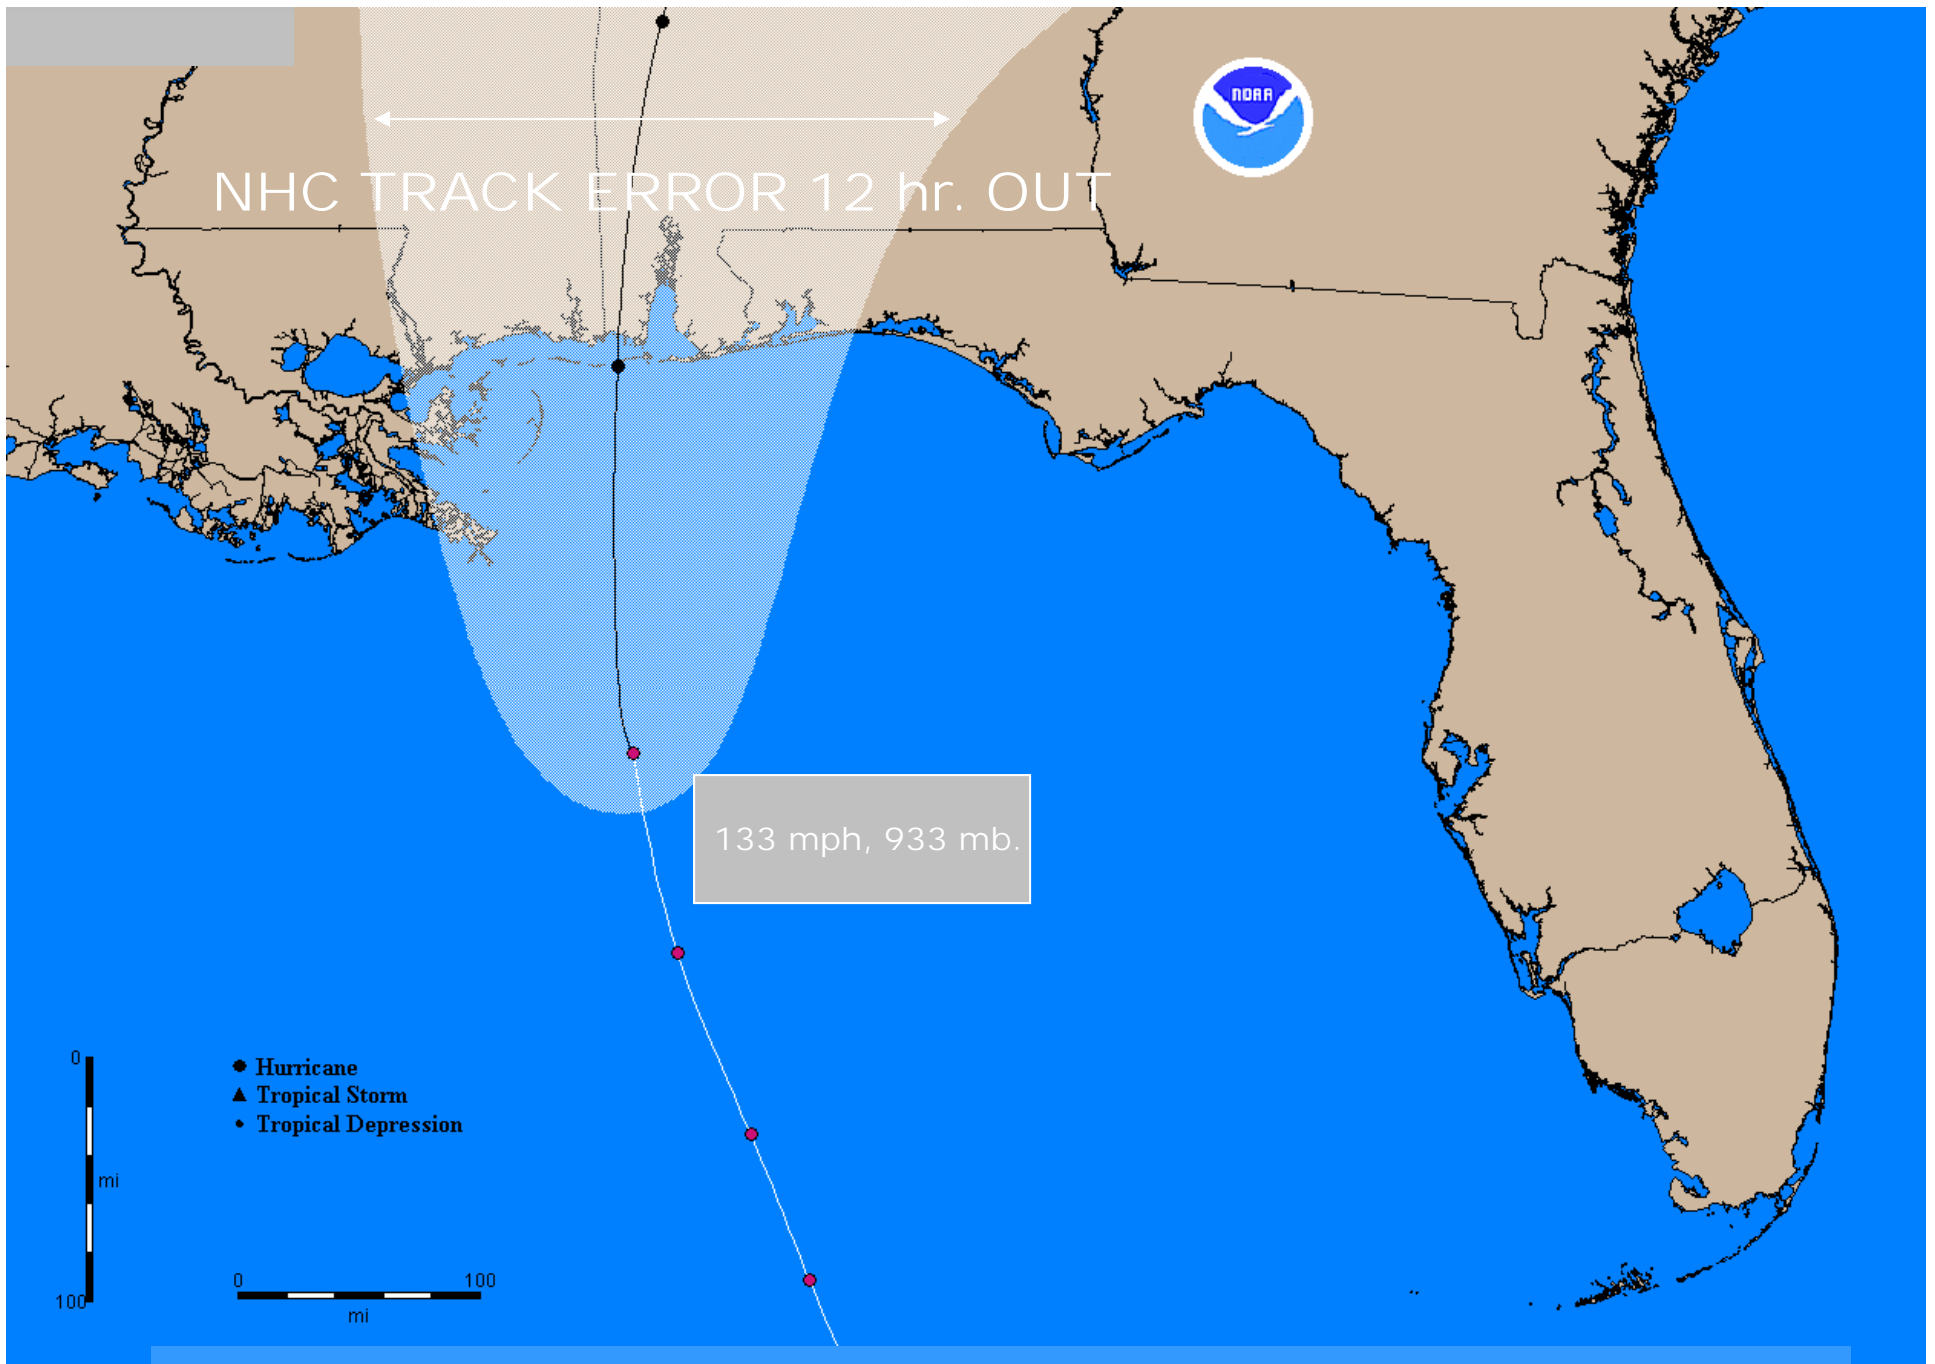 NOAA
NHC TRACK ERROR 12 hr. OUT
133 mph, 933 mb.
Hurricane
Tropical Storm
Tropical Depression
0
mi
100
0 100
mi